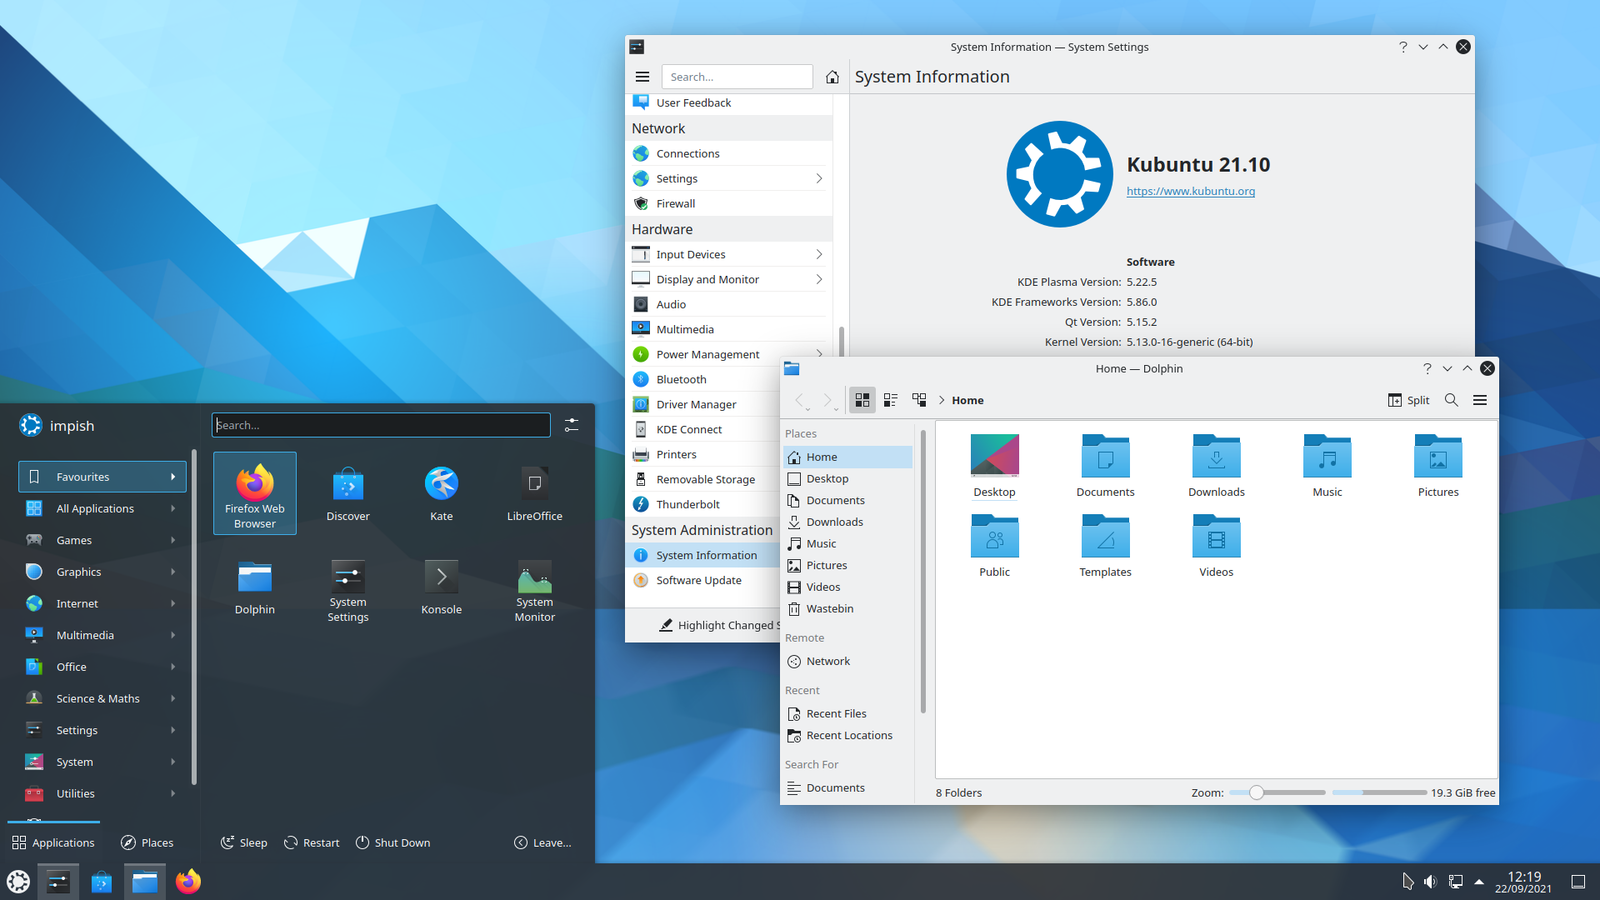 System Information — System Settings
Search...
System Information
User Feedback
Network
Connections
Settings
Firewall
Hardware
Input Devices
Display and Monitor
Audio
Multimedia
Power Management
Bluetooth
Driver Manager
KDE Connect
Printers
Removable Storage
Thunderbolt
System Administration
System Information
Software Update
Highlight Changed
Kubuntu 21.10
https://www.kubuntu.org
Software
KDE Plasma Version: 5.22.5
KDE Frameworks Version: 5.86.0
Qt Version: 5.15.2
Kernel Version: 5.13.0-16-generic (64-bit)
Home — Dolphin
Home
Split
Places
Home
Desktop
Documents
Downloads
Music
Pictures
Videos
Wastebin
Remote
Network
Recent
Recent Files
Recent Locations
Search For
Documents
Desktop
Documents
Downloads
Music
Pictures
Public
Templates
Videos
8 Folders
Zoom:
19.3 GiB free
impish
Search...
Favourites
All Applications
Games
Graphics
Internet
Multimedia
Office
Science & Maths
Settings
System
Utilities
Firefox Web
Browser
Discover
Kate
LibreOffice
Dolphin
System
Settings
Konsole
System
Monitor
Applications
Places
Sleep
Restart
Shut Down
Leave...
12:19
22/09/2021